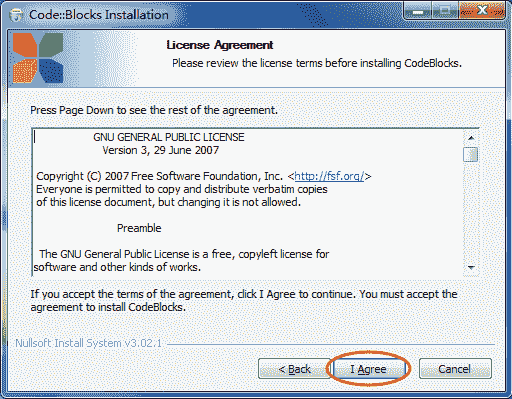 Code::Blocks Installation
License Agreement
Please review the license terms before installing CodeBlocks.
Press Page Down to see the rest of the agreement.
GNU GENERAL PUBLIC LICENSE
Version 3, 29 June 2007
Copyright (C) 2007 Free Software Foundation, Inc. <http://fsf.org/>
Everyone is permitted to copy and distribute verbatim copies
of this license document, but changing it is not allowed.
Preamble
The GNU General Public License is a free, copyleft license for
software and other kinds of works.
If you accept the terms of the agreement, click I Agree to continue. You must accept the
agreement to install CodeBlocks.
Nullsoft Install System v3.02.1
< Back
I Agree
Cancel